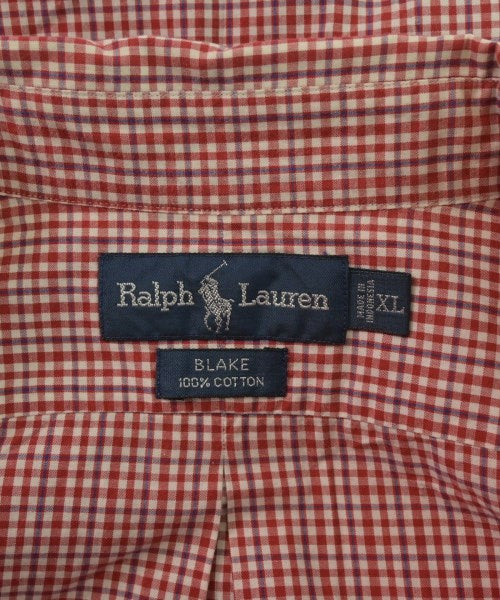 Ralph Lauren
MADE IN
INDONESIA
XL
BLAKE
100% COTTON